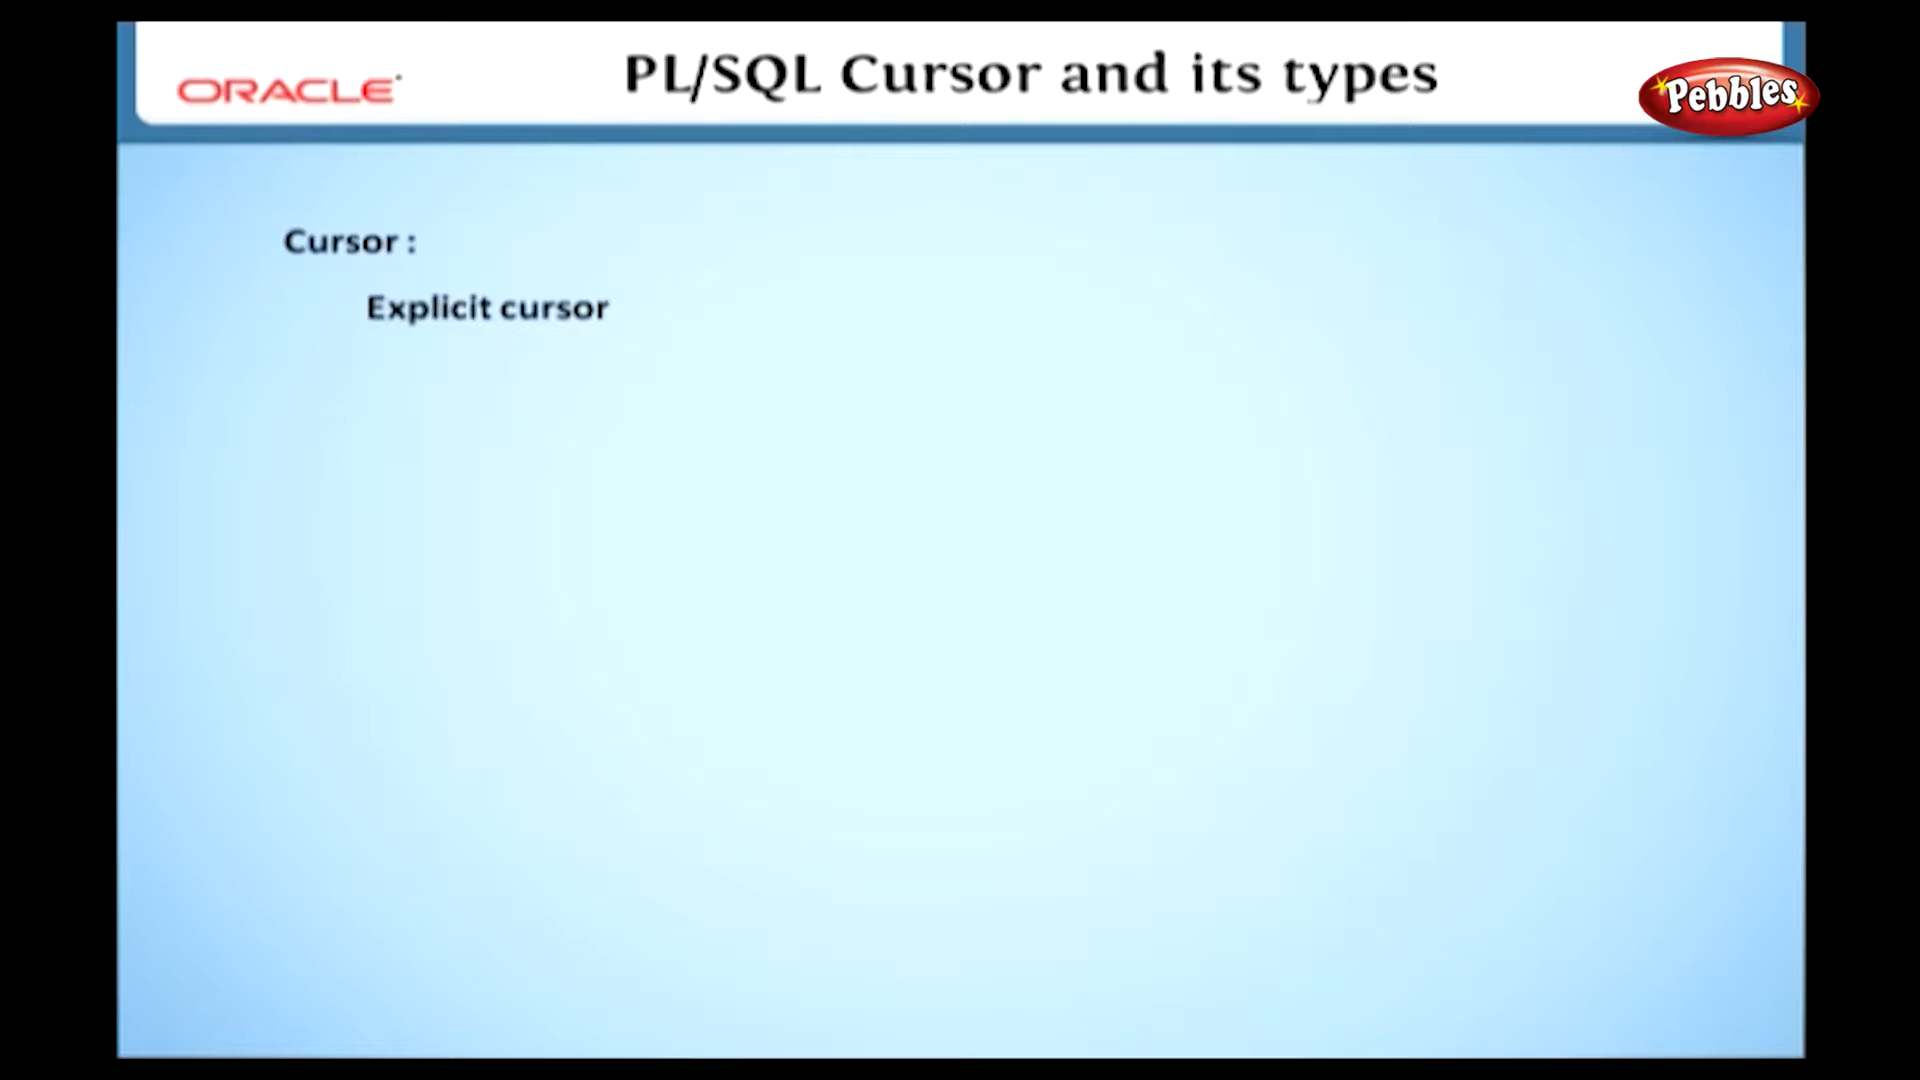 ORACLE
PL/SQL Cursor and its types
Pebbles
Cursor :
Explicit cursor